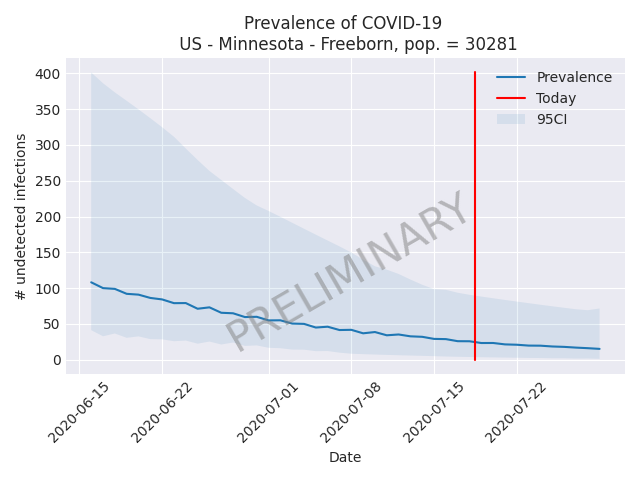 Prevalence of COVID-19
US - Minnesota - Freeborn, pop. = 30281
Prevalence
Today
95CI
# undetected infections
400
350
300
250
200
150
100
50
0
PRELIMINARY
2020-06-15
2020-06-22
2020-07-01
2020-07-08
2020-07-15
2020-07-22
Date